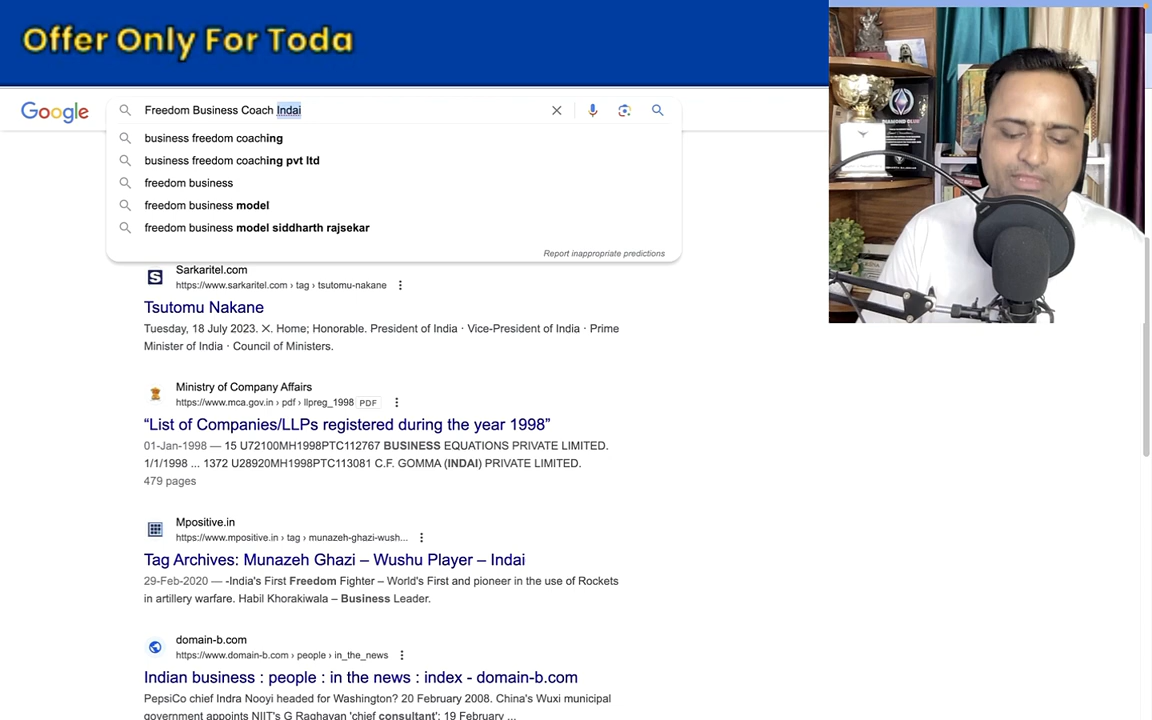 Offer Only For Toda
Google
Freedom Business Coach Indai
business freedom coaching
business freedom coaching pvt ltd
freedom business
freedom business model
freedom business model siddharth rajsekar
Report inappropriate predictions
Sarkaritel.com
https://www.sarkaritel.com › tag › tsutomu-nakane
Tsutomu Nakane
Tuesday, 18 July 2023. ✕. Home; Honorable. President of India · Vice-President of India · Prime
Minister of India · Council of Ministers.
Ministry of Company Affairs
https://www.mca.gov.in › pdf › llpreg_1998 PDF
“List of Companies/LLPs registered during the year 1998”
01-Jan-1998 — 15 U72100MH1998PTC112767 BUSINESS EQUATIONS PRIVATE LIMITED.
1/1/1998 ... 1372 U28920MH1998PTC113081 C.F. GOMMA (INDAI) PRIVATE LIMITED.
479 pages
Mpositive.in
https://www.mpositive.in › tag › munazeh-ghazi-wush...
Tag Archives: Munazeh Ghazi – Wushu Player – Indai
29-Feb-2020 — -India's First Freedom Fighter – World's First and pioneer in the use of Rockets
in artillery warfare. Habil Khorakiwala – Business Leader.
domain-b.com
https://www.domain-b.com › people › in_the_news
Indian business : people : in the news : index - domain-b.com
PepsiCo chief Indra Nooyi headed for Washington? 20 February 2008. China's Wuxi municipal
government appoints NIIT's G Raghavan 'chief consultant': 19 February ...